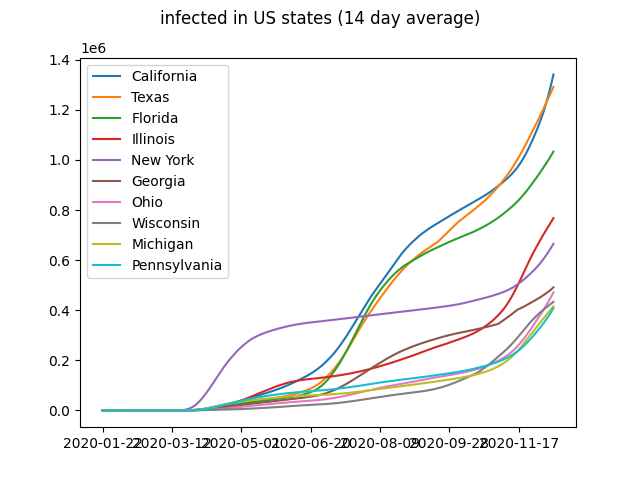 infected in US states (14 day average)
1e6
1.4
1.2
1.0
0.8
0.6
0.4
0.2
0.0
California
Texas
Florida
Illinois
New York
Georgia
Ohio
Wisconsin
Michigan
Pennsylvania
2020-01-22 2020-03-12 2020-05-01 2020-06-20 2020-08-09 2020-09-28 2020-11-17